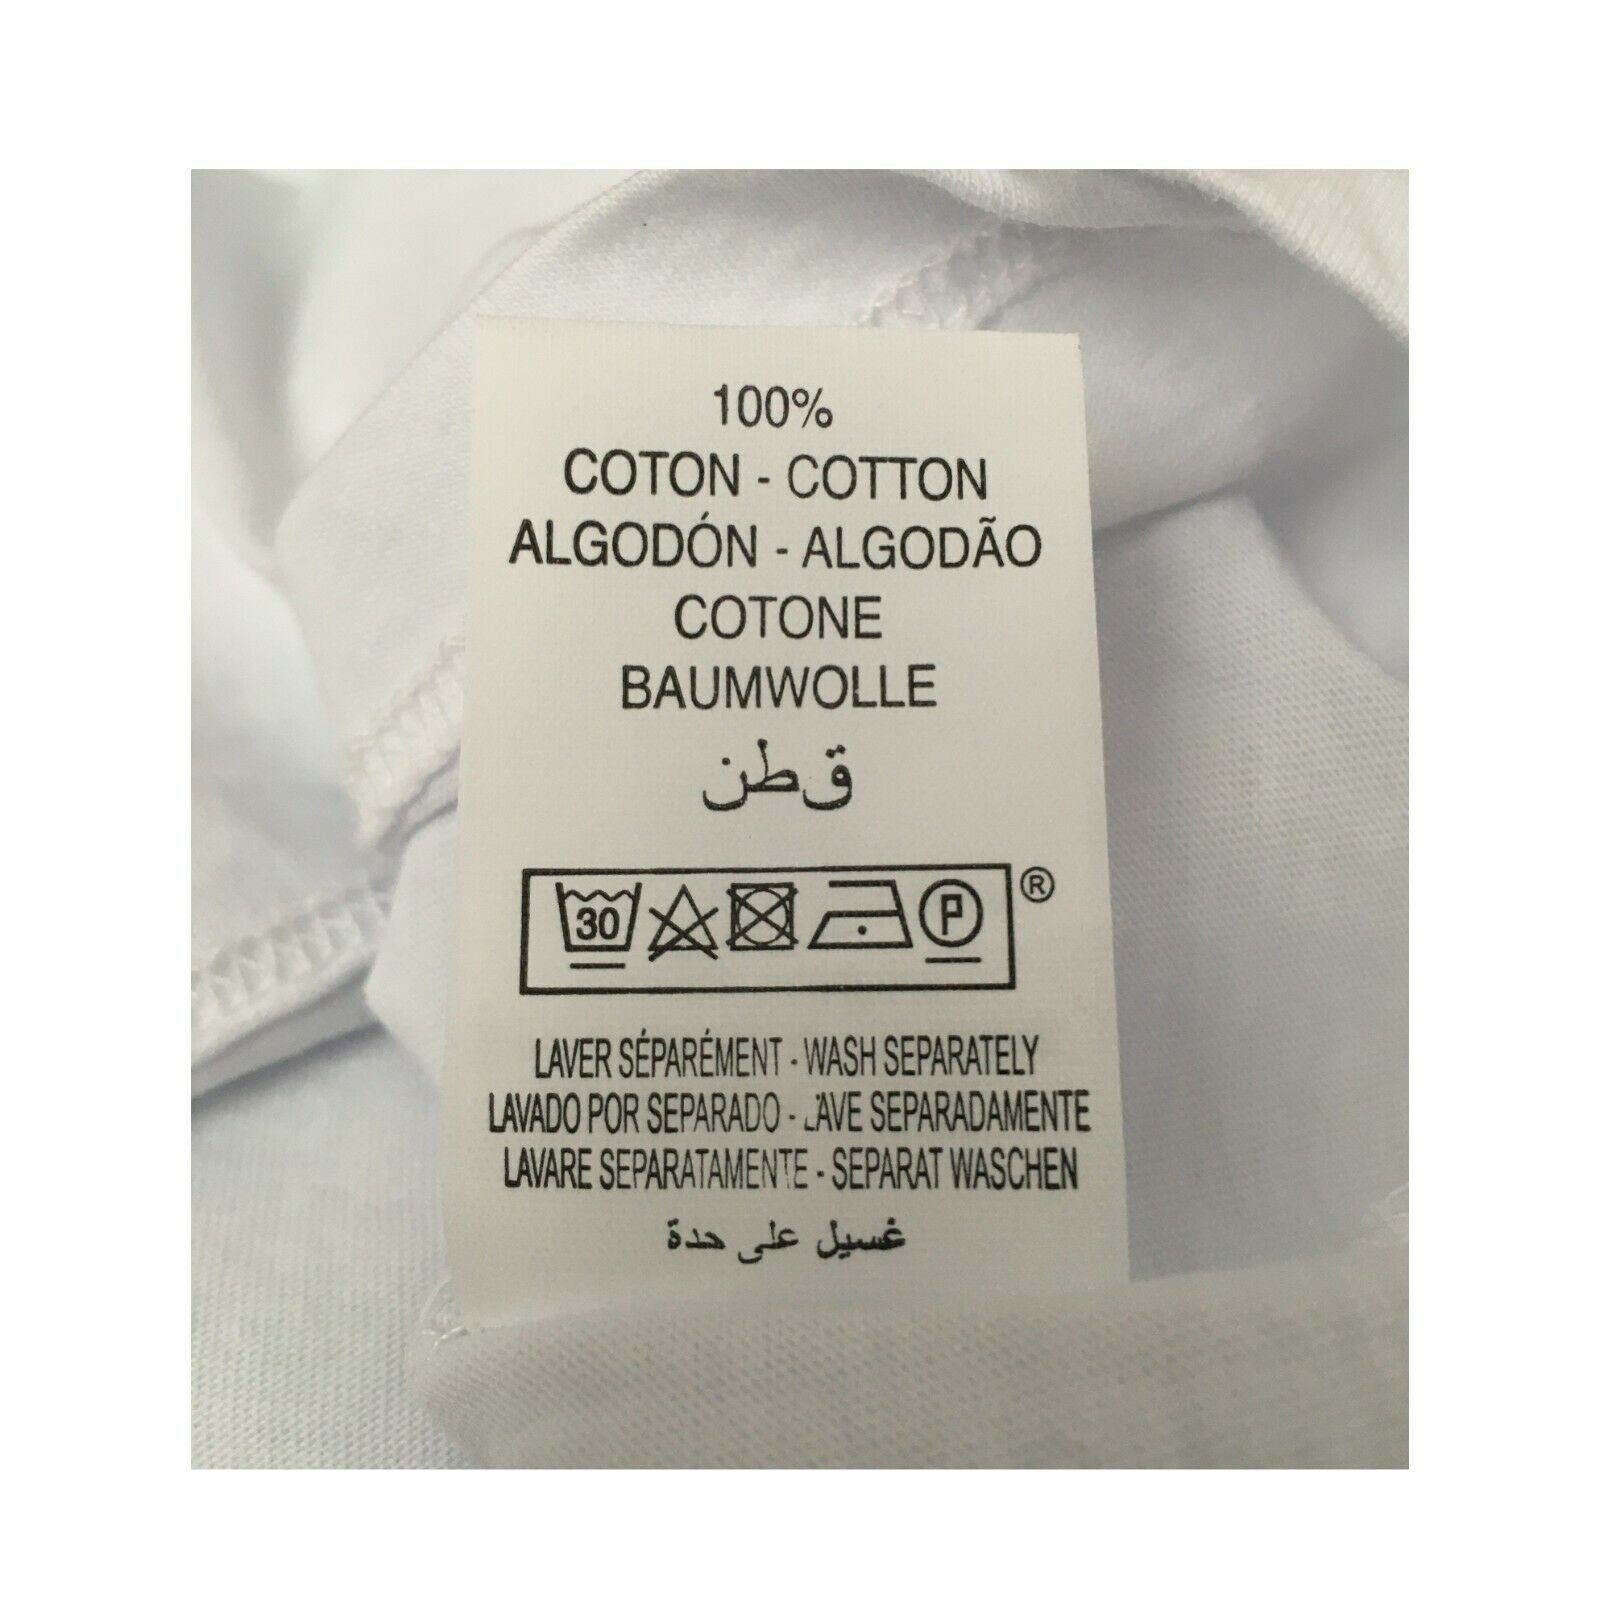 100%
COTON - COTTON
ALGODÓN - ALGODÃO
COTONE
BAUMWOLLE
قطن
30 P ®
LAVER SÉPARÉMENT - WASH SEPARATELY
LAVADO POR SEPARADO - LAVE SEPARADAMENTE
LAVARE SEPARATAMENTE - SEPARAT WASCHEN
غسيل على حدة